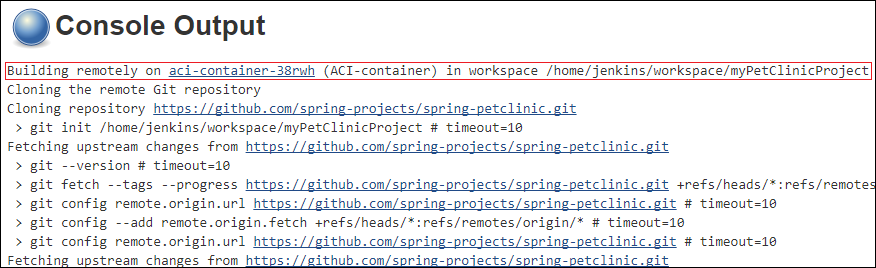 Console Output
Building remotely on aci-container-38rwh (ACI-container) in workspace /home/jenkins/workspace/myPetClinicProject
Cloning the remote Git repository
Cloning repository https://github.com/spring-projects/spring-petclinic.git
> git init /home/jenkins/workspace/myPetClinicProject # timeout=10
Fetching upstream changes from https://github.com/spring-projects/spring-petclinic.git
> git --version # timeout=10
> git fetch --tags --progress https://github.com/spring-projects/spring-petclinic.git +refs/heads/*:refs/remotes
> git config remote.origin.url https://github.com/spring-projects/spring-petclinic.git # timeout=10
> git config --add remote.origin.fetch +refs/heads/*:refs/remotes/origin/* # timeout=10
> git config remote.origin.url https://github.com/spring-projects/spring-petclinic.git # timeout=10
Fetching upstream changes from https://github.com/spring-projects/spring-petclinic.git